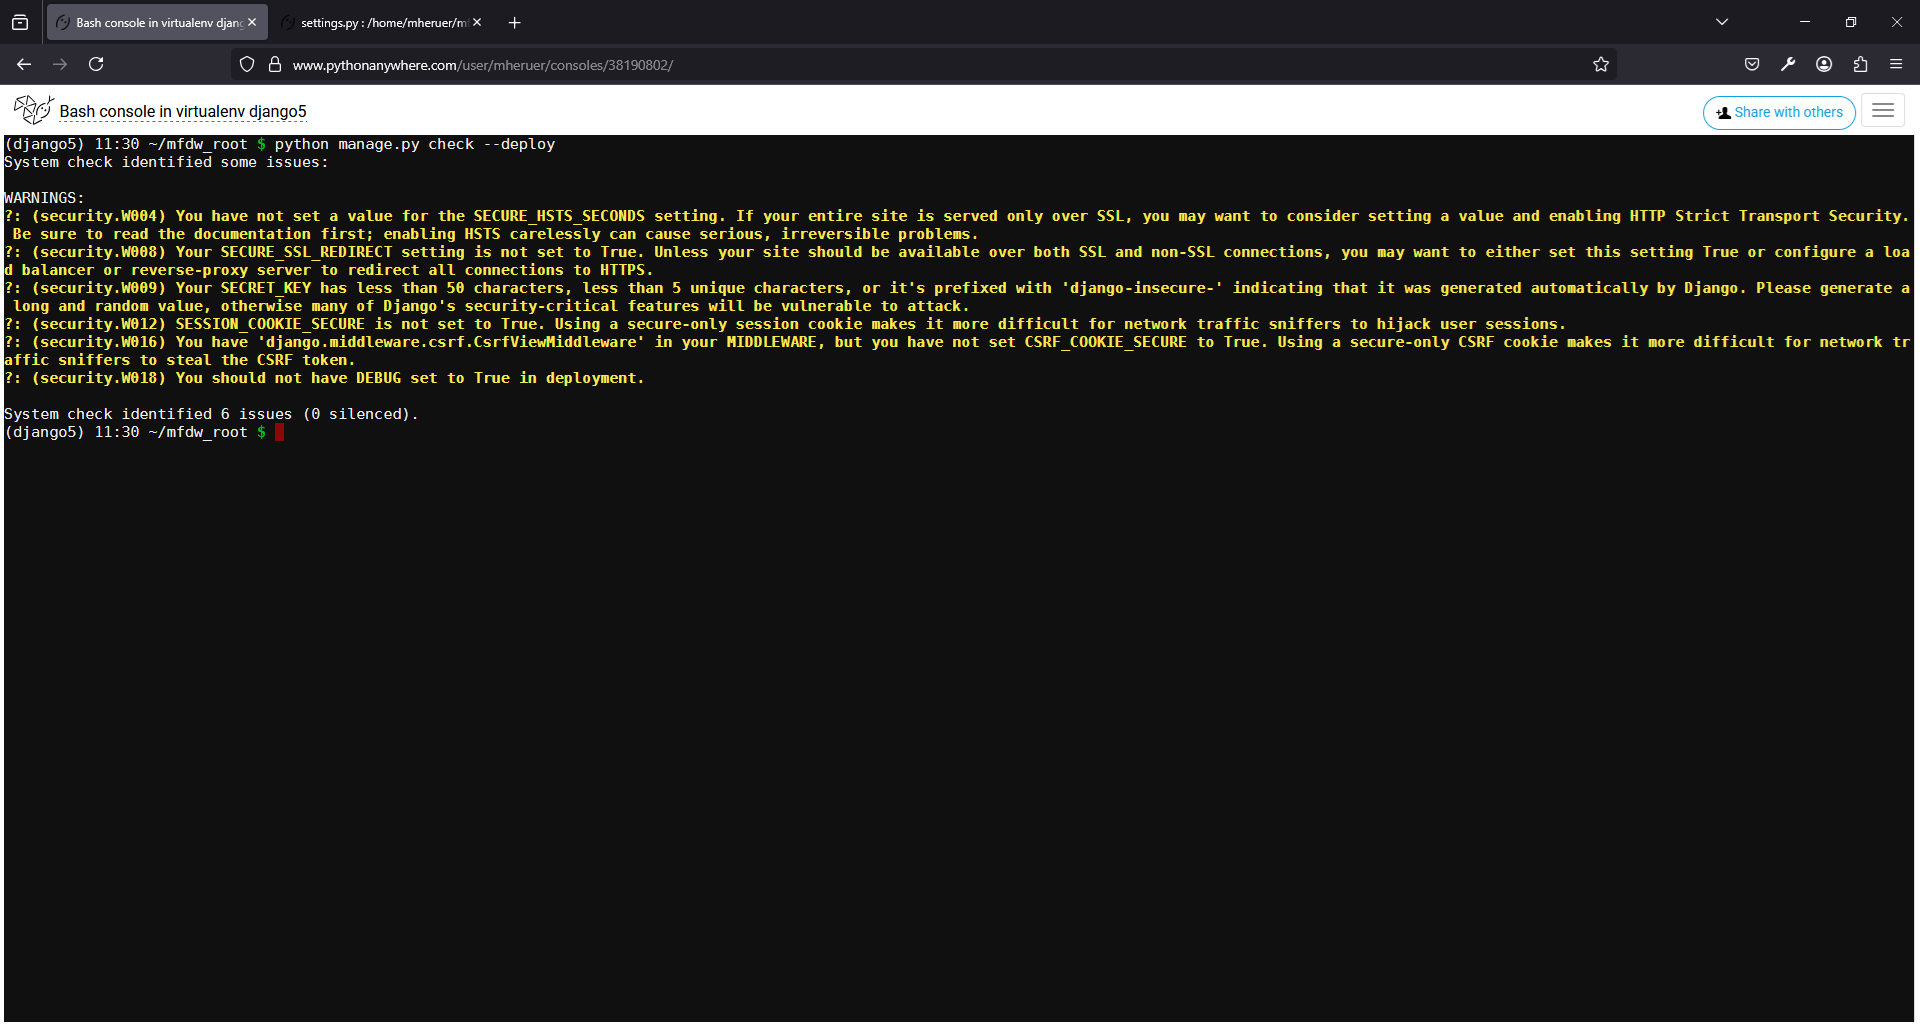 Bash console in virtualenv djang
settings.py : /home/mheruer/m
www.pythonanywhere.com/user/mheruer/consoles/38190802/
Bash console in virtualenv django5
Share with others
(django5) 11:30 ~/mfdw_root $ python manage.py check --deploy
System check identified some issues:
WARNINGS:
?: (security.W004) You have not set a value for the SECURE_HSTS_SECONDS setting. If your entire site is served only over SSL, you may want to consider setting a value and enabling HTTP Strict Transport Security.
Be sure to read the documentation first; enabling HSTS carelessly can cause serious, irreversible problems.
?: (security.W008) Your SECURE_SSL_REDIRECT setting is not set to True. Unless your site should be available over both SSL and non-SSL connections, you may want to either set this setting True or configure a loa
d balancer or reverse-proxy server to redirect all connections to HTTPS.
?: (security.W009) Your SECRET_KEY has less than 50 characters, less than 5 unique characters, or it's prefixed with 'django-insecure-' indicating that it was generated automatically by Django. Please generate a
long and random value, otherwise many of Django's security-critical features will be vulnerable to attack.
?: (security.W012) SESSION_COOKIE_SECURE is not set to True. Using a secure-only session cookie makes it more difficult for network traffic sniffers to hijack user sessions.
?: (security.W016) You have 'django.middleware.csrf.CsrfViewMiddleware' in your MIDDLEWARE, but you have not set CSRF_COOKIE_SECURE to True. Using a secure-only CSRF cookie makes it more difficult for network tr
affic sniffers to steal the CSRF token.
?: (security.W018) You should not have DEBUG set to True in deployment.
System check identified 6 issues (0 silenced).
(django5) 11:30 ~/mfdw_root $